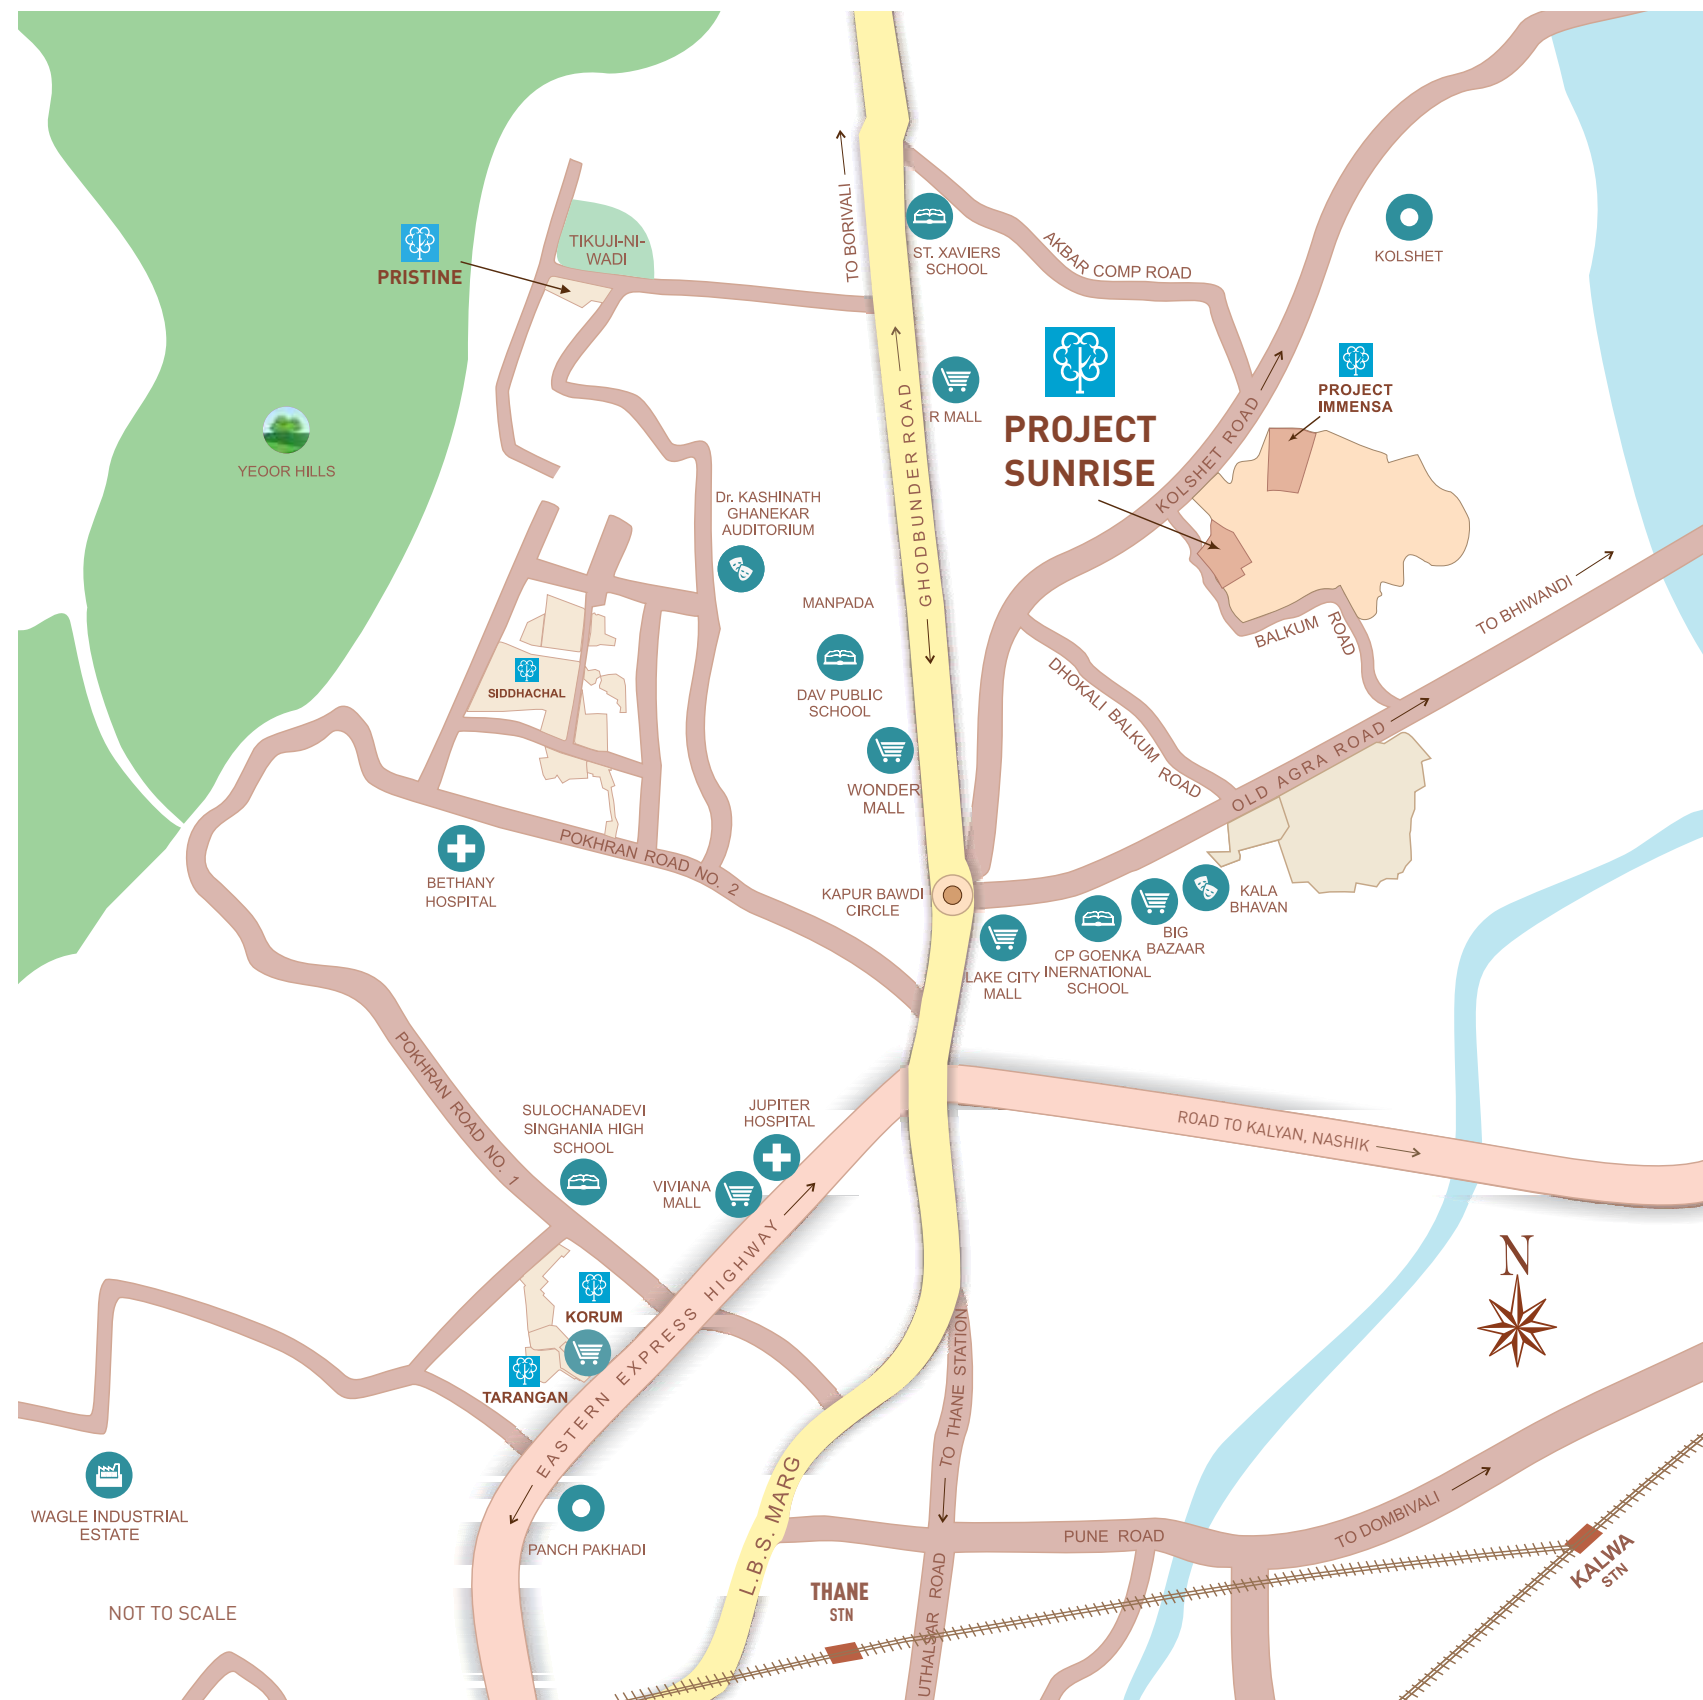 TO BORIVALI
TIKUJI-NI-
WADI
PRISTINE
ST. XAVIERS
SCHOOL
AKBAR COMP ROAD
KOLSHET
YEOOR HILLS
R MALL
GHODBUNDER ROAD
PROJECT
SUNRISE
KOLSHET ROAD
PROJECT
IMMENSA
Dr. KASHINATH
GHANEKAR
AUDITORIUM
MANPADA
DAV PUBLIC
SCHOOL
WONDER
MALL
SIDDHACHAL
BALKUM ROAD
TO BHIWANDI
DHOKALI BALKUM ROAD
OLD AGRA ROAD
POKHRAN ROAD NO. 2
BETHANY
HOSPITAL
KAPUR BAWDI
CIRCLE
KALA
BHAVAN
BIG
BAZAAR
CP GOENKA
INERNATIONAL
SCHOOL
LAKE CITY
MALL
POKHRAN ROAD NO. 1
SULOCHANADEVI
SINGHANIA HIGH
SCHOOL
JUPITER
HOSPITAL
VIVIANA
MALL
ROAD TO KALYAN, NASHIK
EASTERN EXPRESS HIGHWAY
N
KORUM
TARANGAN
TO THANE STATION
L.B.S. MARG
WAGLE INDUSTRIAL
ESTATE
PANCH PAKHADI
PUNE ROAD
TO DOMBIVALI
KALWA
STN
THANE
STN
UTHALSAR ROAD
NOT TO SCALE